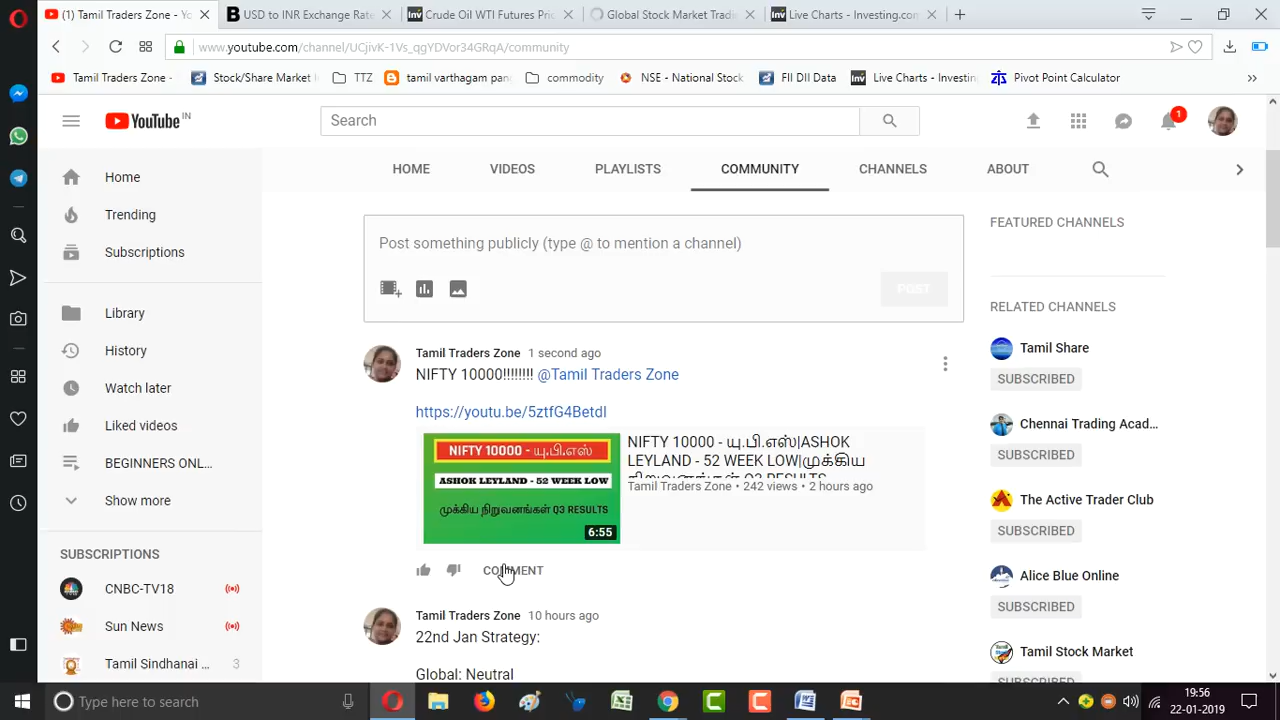 (1) Tamil Traders Zone - Yo
USD to INR Exchange Rate
Crude Oil WTI Futures Pric
Global Stock Market Tradi
Live Charts - Investing.com
www.youtube.com/channel/UCjivK-1Vs_qgYDVor34GRqA/community
Tamil Traders Zone -
Stock/Share Market In
TTZ
tamil varthagam pang
commodity
NSE - National Stock
FII DII Data
Live Charts - Investing
Pivot Point Calculator
YouTube IN
Search
1
HOME
VIDEOS
PLAYLISTS
COMMUNITY
CHANNELS
ABOUT
Home
Trending
Subscriptions
Library
History
Watch later
Liked videos
BEGINNERS ONL...
Show more
SUBSCRIPTIONS
CNBC-TV18
Sun News
Tamil Sindhanai ... 3
Post something publicly (type @ to mention a channel)
POST
Tamil Traders Zone 1 second ago
NIFTY 10000!!!!!!!! @Tamil Traders Zone
https://youtu.be/5ztfG4BetdI
NIFTY 10000 - யு.பி.எஸ்
ASHOK LEYLAND - 52 WEEK LOW
முக்கிய நிறுவனங்கள் Q3 RESULTS
6:55
NIFTY 10000 - யு.பி.எஸ்|ASHOK
LEYLAND - 52 WEEK LOW|முக்கிய
நிறுவனங்கள் Q3 RESULTS
Tamil Traders Zone • 242 views • 2 hours ago
COMMENT
Tamil Traders Zone 10 hours ago
22nd Jan Strategy:
Global: Neutral
FEATURED CHANNELS
RELATED CHANNELS
Tamil Share
SUBSCRIBED
Chennai Trading Acad...
SUBSCRIBED
The Active Trader Club
SUBSCRIBED
Alice Blue Online
SUBSCRIBED
Tamil Stock Market
SUBSCRIBED
Type here to search
19:56
22-01-2019